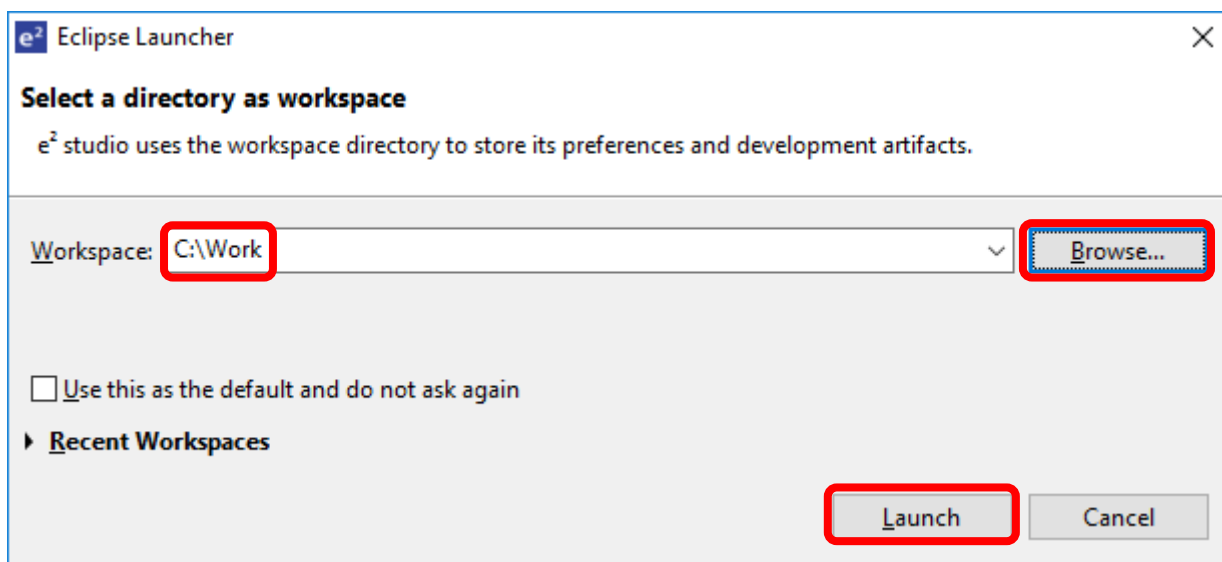 e² Eclipse Launcher
Select a directory as workspace
e² studio uses the workspace directory to store its preferences and development artifacts.
Workspace: C:\Work Browse...
Use this as the default and do not ask again
Recent Workspaces
Launch Cancel